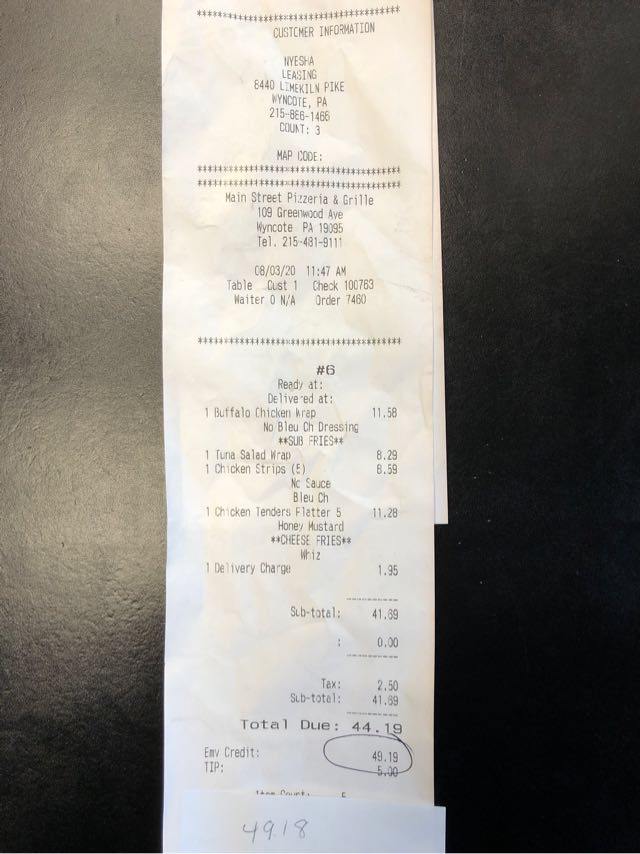 *******************************
CUSTOMER INFORMATION
NYESHA
LEASING
8440 LIMEKILN PIKE
WYNCOTE, PA
215-886-1466
COUNT: 3
MAP CODE:
*******************************
*******************************
Main Street Pizzeria & Grille
109 Greenwood Ave
Wyncote PA 19095
Tel. 215-481-9111
08/03/20 11:47 AM
Table Cust 1 Check 100763
Waiter 0 N/A Order 7460
*******************************
#6
Ready at:
Delivered at:
1 Buffalo Chicken Wrap 11.58
No Bleu Ch Dressing
**SUB FRIES**
1 Tuna Salad Wrap 8.29
1 Chicken Strips (5) 8.59
No Sauce
Bleu Ch
1 Chicken Tenders Platter 5 11.28
Honey Mustard
**CHEESE FRIES**
Whiz
1 Delivery Charge 1.95
Sub-total: 41.69
: 0.00
Tax: 2.50
Sub-total: 41.69
Total Due: 44.19
Emv Credit: 49.19
TIP: 5.00
Item Count: 5
49.18